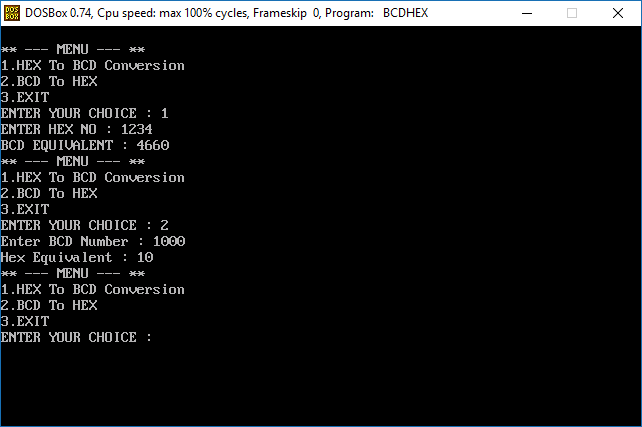 DOS BOX DOSBox 0.74, Cpu speed: max 100% cycles, Frameskip 0, Program: BCDHEX
** --- MENU --- **
1.HEX To BCD Conversion
2.BCD To HEX
3.EXIT
ENTER YOUR CHOICE : 1
ENTER HEX NO : 1234
BCD EQUIVALENT : 4660
** --- MENU --- **
1.HEX To BCD Conversion
2.BCD To HEX
3.EXIT
ENTER YOUR CHOICE : 2
Enter BCD Number : 1000
Hex Equivalent : 10
** --- MENU --- **
1.HEX To BCD Conversion
2.BCD To HEX
3.EXIT
ENTER YOUR CHOICE :